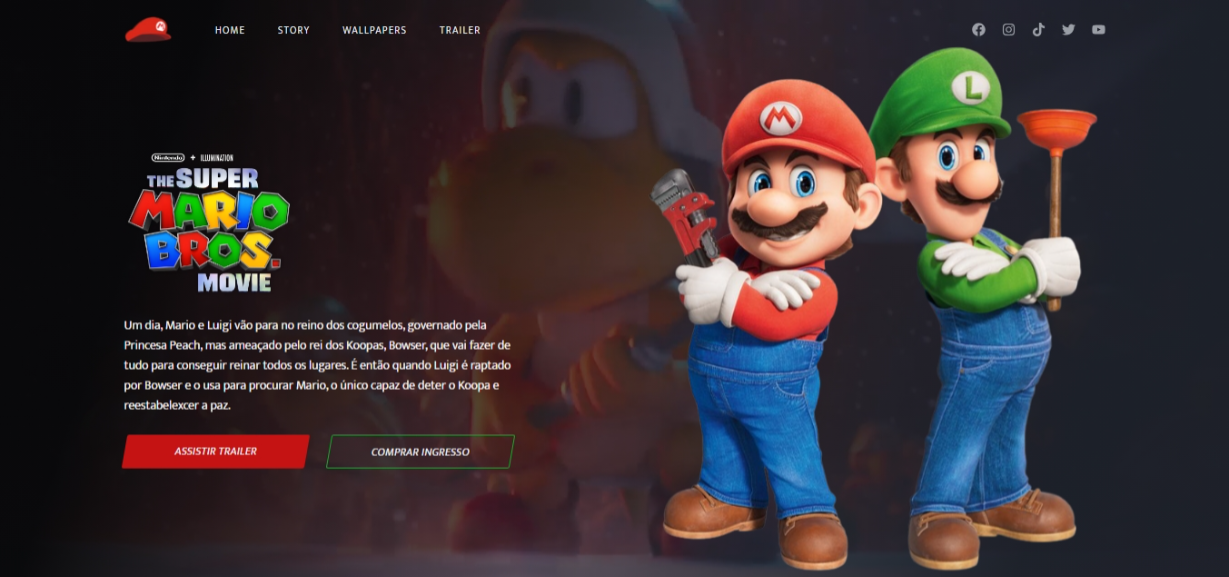 HOME STORY WALLPAPERS TRAILER
Nintendo + ILLUMINATION
THE SUPER
MARIO
BROS.
MOVIE
M
L
Um dia, Mario e Luigi vão para no reino dos cogumelos, governado pela
Princesa Peach, mas ameaçado pelo rei dos Koopas, Bowser, que vai fazer de
tudo para conseguir reinar todos os lugares. É então quando Luigi é raptado
por Bowser e o usa para procurar Mario, o único capaz de deter o Koopa e
reestabelexcer a paz.
ASSISTIR TRAILER
COMPRAR INGRESSO